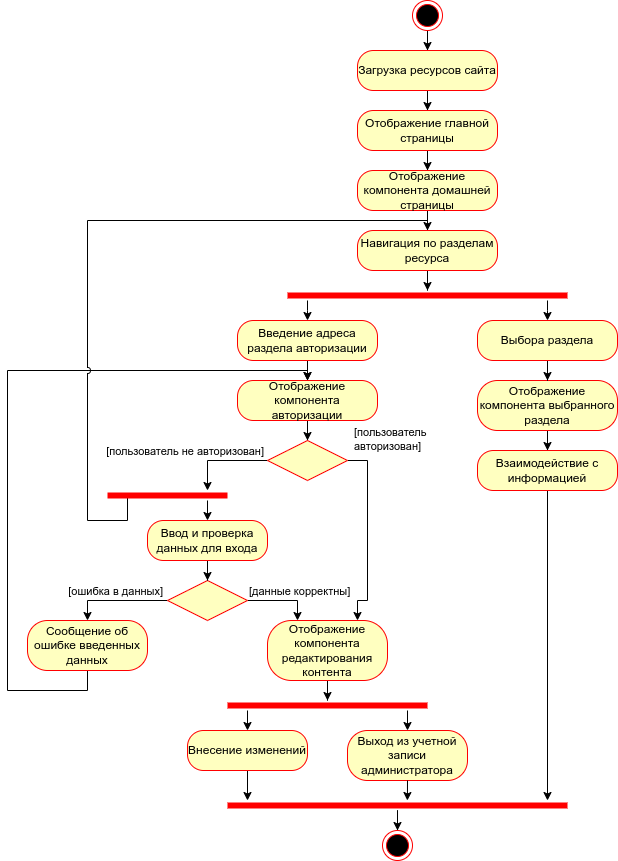 Загрузка ресурсов сайта
Отображение главной
страницы
Отображение
компонента домашней
страницы
Навигация по разделам
ресурса
Введение адреса
раздела авторизации
Выбора раздела
Отображение
компонента
авторизации
Отображение
компонента выбранного
раздела
[пользователь не авторизован]
[пользователь
авторизован]
Взаимодействие с
информацией
Ввод и проверка
данных для входа
[ошибка в данных]
[данные корректны]
Сообщение об
ошибке введенных
данных
Отображение
компонента
редактирования
контента
Внесение изменений
Выход из учетной
записи
администратора